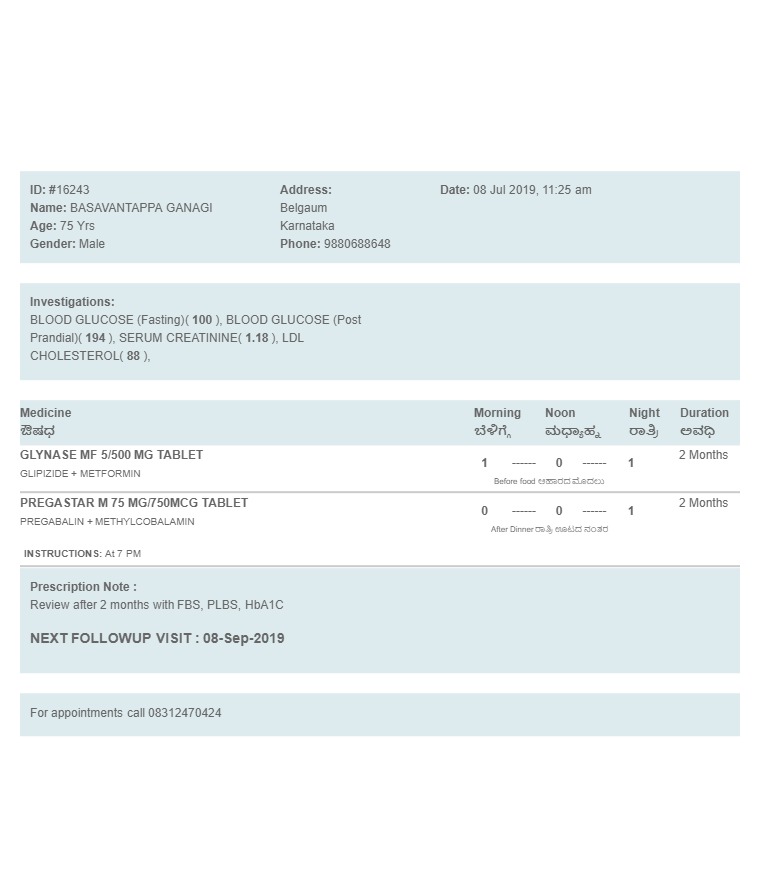 ID: #16243
Name: BASAVANTAPPA GANAGI
Age: 75 Yrs
Gender: Male
Address:
Belgaum
Karnataka
Phone: 9880688648
Date: 08 Jul 2019, 11:25 am
Investigations:
BLOOD GLUCOSE (Fasting)( 100 ), BLOOD GLUCOSE (Post
Prandial)( 194 ), SERUM CREATININE( 1.18 ), LDL
CHOLESTEROL( 88 ),
Medicine Morning Noon Night Duration
ಔಷಧ ಬೆಳಿಗ್ಗೆ ಮಧ್ಯಾಹ್ನ ರಾತ್ರಿ ಅವಧಿ
GLYNASE MF 5/500 MG TABLET 1 ------ 0 ------ 1 2 Months
GLIPIZIDE + METFORMIN
Before food ಆಹಾರದ ಮೊದಲು
PREGASTAR M 75 MG/750MCG TABLET 0 ------ 0 ------ 1 2 Months
PREGABALIN + METHYLCOBALAMIN
After Dinner ರಾತ್ರಿ ಊಟದ ನಂತರ
INSTRUCTIONS: At 7 PM
Prescription Note :
Review after 2 months with FBS, PLBS, HbA1C
NEXT FOLLOWUP VISIT : 08-Sep-2019
For appointments call 08312470424